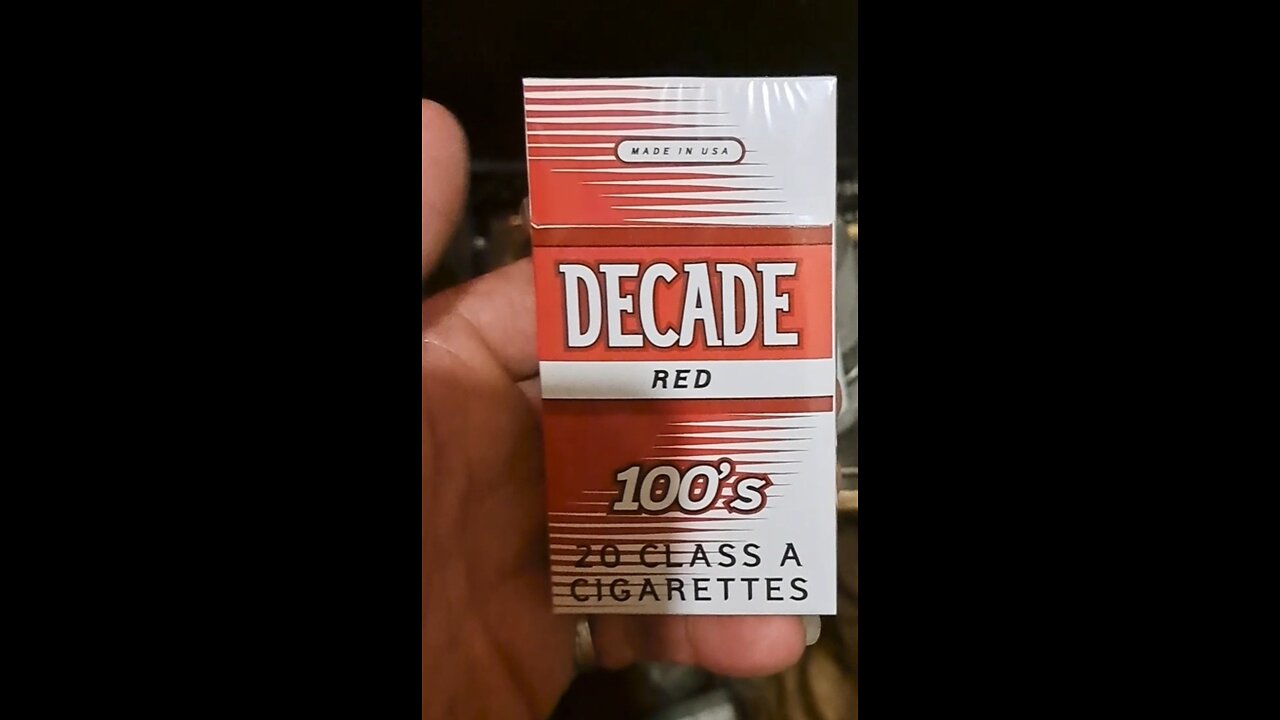 MADE IN USA
DECADE
RED
100's
20 CLASS A
CIGARETTES